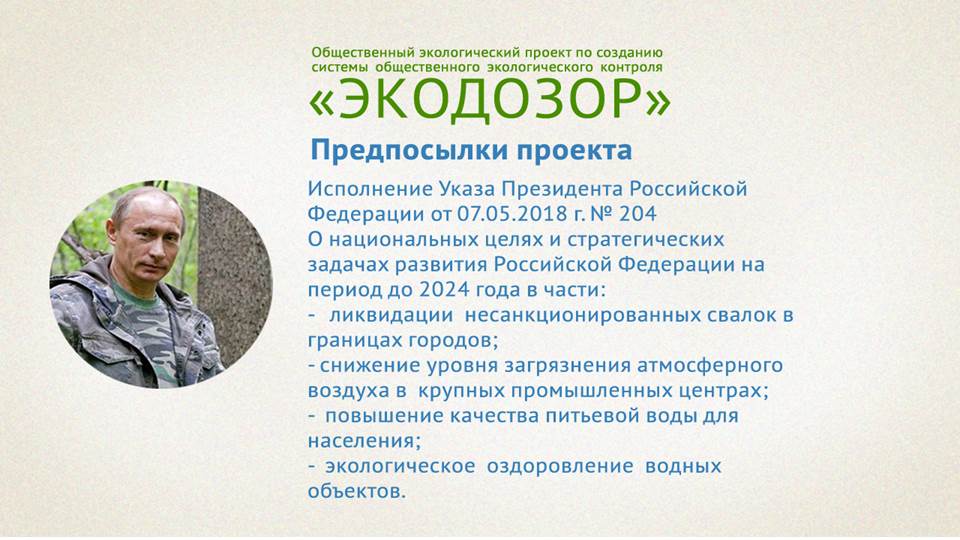 Общественный экологический проект по созданию
системы общественного экологического контроля
«ЭКОДОЗОР»
Предпосылки проекта
Исполнение Указа Президента Российской
Федерации от 07.05.2018 г. № 204
О национальных целях и стратегических
задачах развития Российской Федерации на
период до 2024 года в части:
- ликвидации несанкционированных свалок в
границах городов;
- снижение уровня загрязнения атмосферного
воздуха в крупных промышленных центрах;
- повышение качества питьевой воды для
населения;
- экологическое оздоровление водных
объектов.